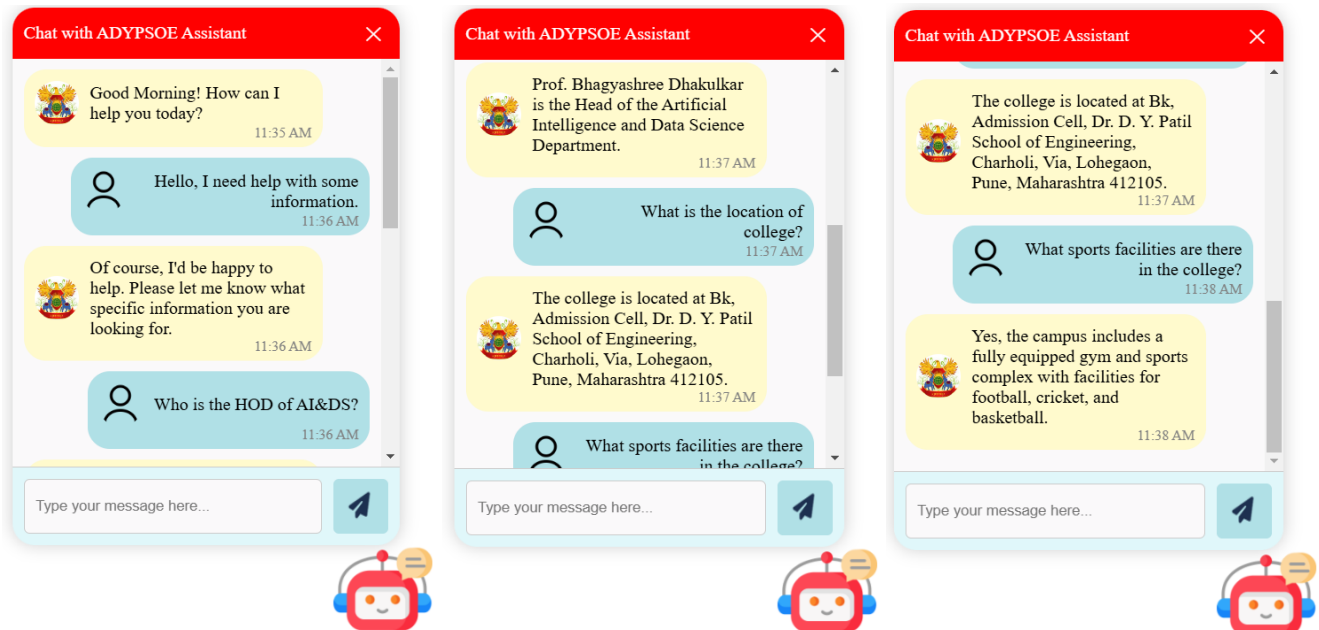 Chat with ADYPSOE Assistant
Good Morning! How can I
help you today?
11:35 AM
Hello, I need help with some
information.
11:36 AM
Of course, I'd be happy to
help. Please let me know what
specific information you are
looking for.
11:36 AM
Who is the HOD of AI&DS?
11:36 AM
Type your message here...
Chat with ADYPSOE Assistant
Prof. Bhagyashree Dhakulkar
is the Head of the Artificial
Intelligence and Data Science
Department.
11:37 AM
What is the location of
college?
11:37 AM
The college is located at Bk,
Admission Cell, Dr. D. Y. Patil
School of Engineering,
Charholi, Via, Lohegaon,
Pune, Maharashtra 412105.
11:37 AM
What sports facilities are there
in the college?
Type your message here...
Chat with ADYPSOE Assistant
The college is located at Bk,
Admission Cell, Dr. D. Y. Patil
School of Engineering,
Charholi, Via, Lohegaon,
Pune, Maharashtra 412105.
11:37 AM
What sports facilities are there
in the college?
11:38 AM
Yes, the campus includes a
fully equipped gym and sports
complex with facilities for
football, cricket, and
basketball.
11:38 AM
Type your message here...